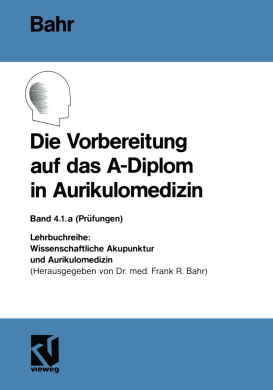 Bahr
Die Vorbereitung
auf das A-Diplom
in Aurikulomedizin
Band 4.1.a (Prüfungen)
Lehrbuchreihe:
Wissenschaftliche Akupunktur
und Aurikulomedizin
(Herausgegeben von Dr. med. Frank R. Bahr)
vieweg